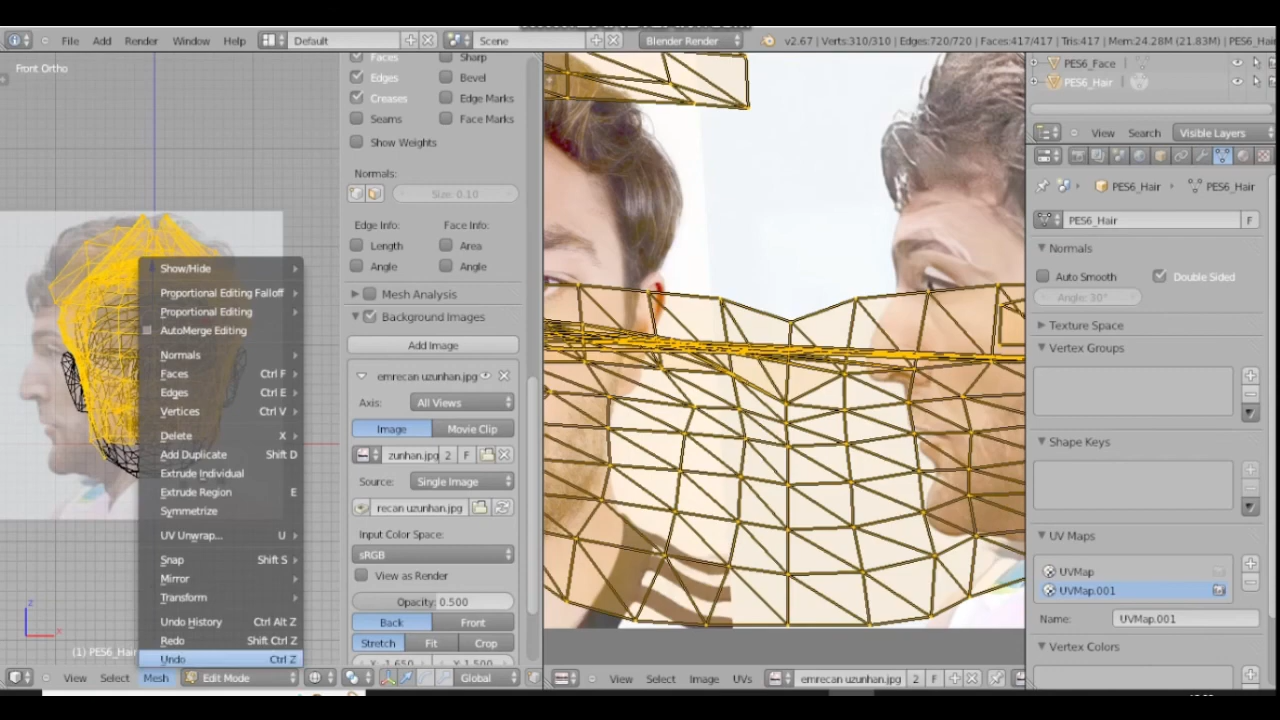 File Add Render Window Help Default Scene Blender Render v2.67 | Verts:310/310 | Edges:720/720 | Faces:417/417 | Tris:417 | Mem:24.28M (21.83M) | PES6_Hair
Front Ortho
Faces Sharp
Edges Bevel
Creases Edge Marks
Seams Face Marks
Show Weights
Normals:
Size: 0.10
Edge Info: Face Info:
Length Area
Angle Angle
Mesh Analysis
Background Images
Add Image
emrecan uzunhan.jpg
Axis: All Views
Image Movie Clip
zunhan.jpg 2 F
Source: Single Image
recan uzunhan.jpg
Input Color Space:
sRGB
View as Render
Opacity: 0.500
Back Front
Stretch Fit Crop
X -1.650 Y 1.500
Show/Hide
Proportional Editing Falloff
Proportional Editing
AutoMerge Editing
Normals
Faces Ctrl F
Edges Ctrl E
Vertices Ctrl V
Delete X
Add Duplicate Shift D
Extrude Individual
Extrude Region E
Symmetrize
UV Unwrap... U
Snap Shift S
Mirror
Transform
Undo History Ctrl Alt Z
Redo Shift Ctrl Z
Undo Ctrl Z
z
x
(1) PES6_Hair
View Select Mesh Edit Mode Global
View Select Image UVs emrecan uzunhan.jpg 2 F
PES6_Face
PES6_Hair
View Search Visible Layers
PES6_Hair PES6_Hair
PES6_Hair F
Normals
Auto Smooth Double Sided
Angle: 30°
Texture Space
Vertex Groups
Shape Keys
UV Maps
UVMap
UVMap.001
Name: UVMap.001
Vertex Colors